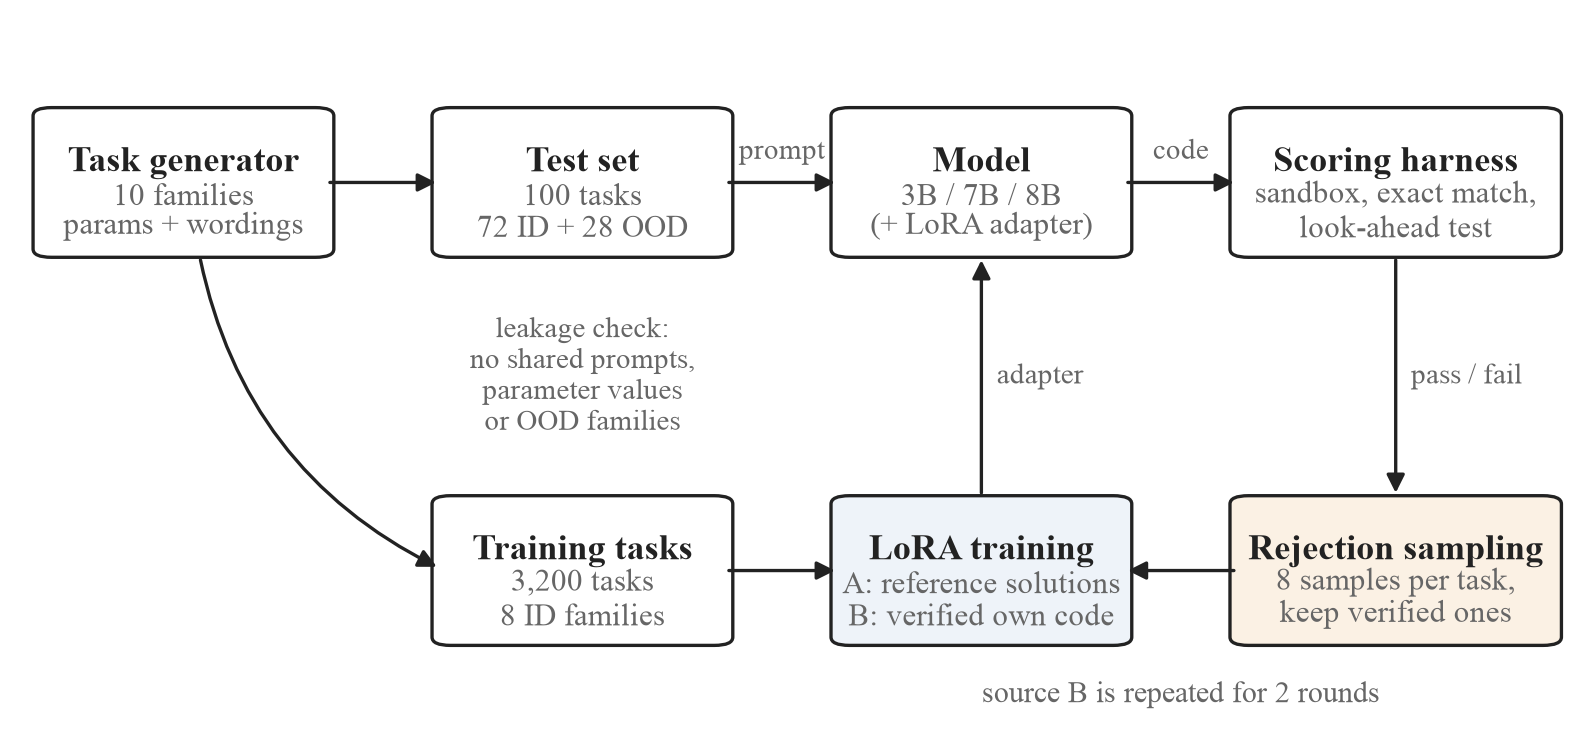 Task generator
10 families
params + wordings
Test set
100 tasks
72 ID + 28 OOD
prompt
Model
3B / 7B / 8B
(+ LoRA adapter)
code
Scoring harness
sandbox, exact match,
look-ahead test
leakage check:
no shared prompts,
parameter values
or OOD families
adapter
pass / fail
Training tasks
3,200 tasks
8 ID families
LoRA training
A: reference solutions
B: verified own code
Rejection sampling
8 samples per task,
keep verified ones
source B is repeated for 2 rounds